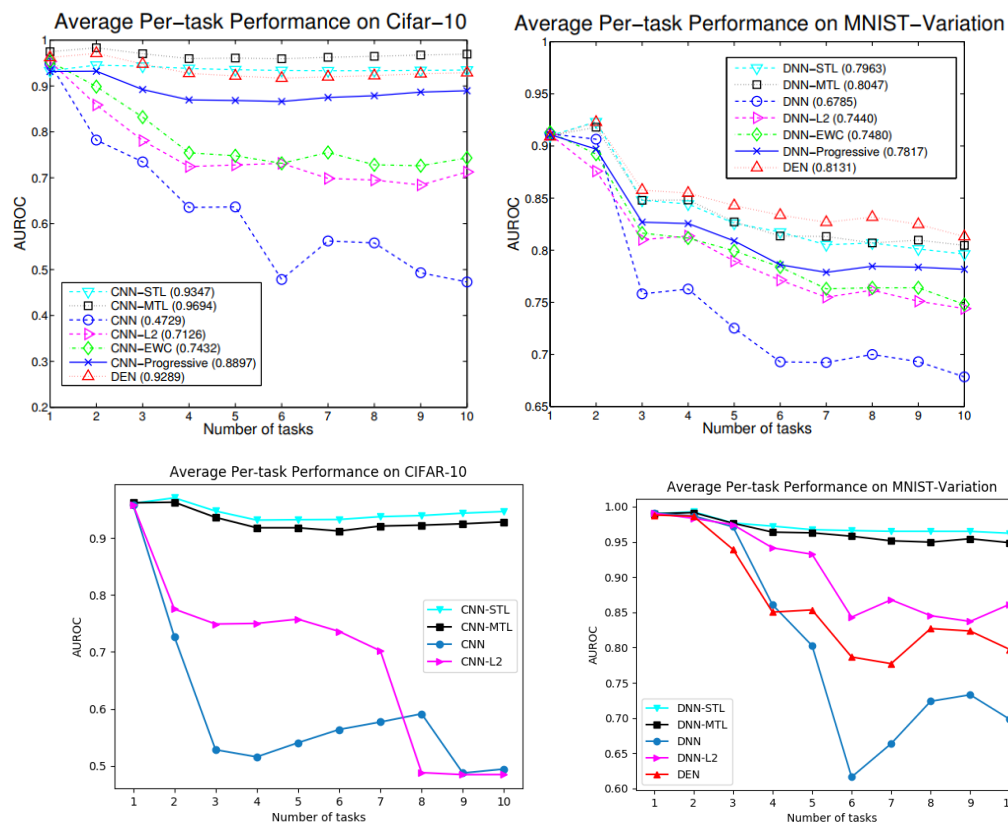 Average Per-task Performance on Cifar-10
1
0.9
0.8
0.7
0.6
0.5
0.4
0.3
0.2
AUROC
CNN-STL (0.9347)
CNN-MTL (0.9694)
CNN (0.4729)
CNN-L2 (0.7126)
CNN-EWC (0.7432)
CNN-Progressive (0.8897)
DEN (0.9289)
1 2 3 4 5 6 7 8 9 10
Number of tasks
Average Per-task Performance on MNIST-Variation
1
0.95
0.9
0.85
0.8
0.75
0.7
0.65
AUROC
DNN-STL (0.7963)
DNN-MTL (0.8047)
DNN (0.6785)
DNN-L2 (0.7440)
DNN-EWC (0.7480)
DNN-Progressive (0.7817)
DEN (0.8131)
1 2 3 4 5 6 7 8 9 10
Number of tasks
Average Per-task Performance on CIFAR-10
0.9
0.8
0.7
0.6
0.5
AUROC
CNN-STL
CNN-MTL
CNN
CNN-L2
1 2 3 4 5 6 7 8 9 10
Number of tasks
Average Per-task Performance on MNIST-Variation
1.00
0.95
0.90
0.85
0.80
0.75
0.70
0.65
0.60
AUROC
DNN-STL
DNN-MTL
DNN
DNN-L2
DEN
1 2 3 4 5 6 7 8 9
Number of tasks